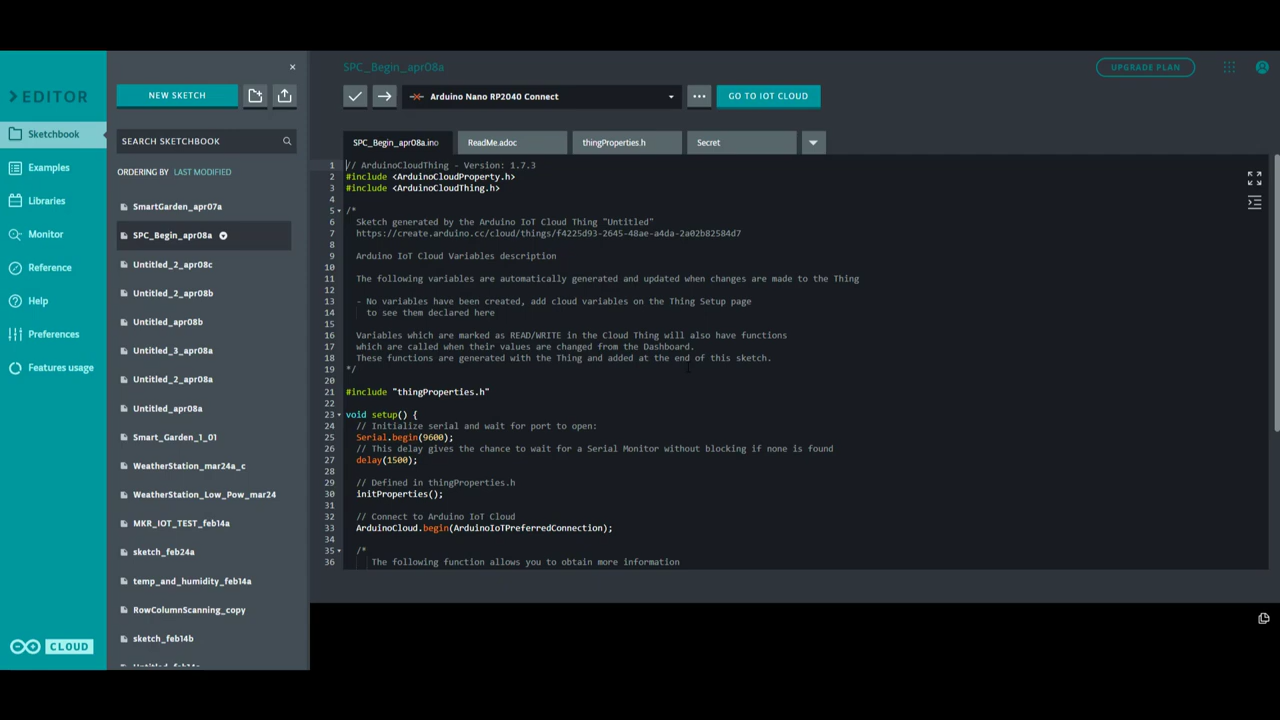 >EDITOR
Sketchbook
Examples
Libraries
Monitor
Reference
Help
Preferences
Features usage
CLOUD
×
NEW SKETCH
SEARCH SKETCHBOOK
ORDERING BY LAST MODIFIED
SmartGarden_apr07a
SPC_Begin_apr08a
Untitled_2_apr08c
Untitled_2_apr08b
Untitled_apr08b
Untitled_3_apr08a
Untitled_2_apr08a
Untitled_apr08a
Smart_Garden_1_01
WeatherStation_mar24a_c
WeatherStation_Low_Pow_mar24
MKR_IOT_TEST_feb14a
sketch_feb24a
temp_and_humidity_feb14a
RowColumnScanning_copy
sketch_feb14b
SPC_Begin_apr08a
UPGRADE PLAN
Arduino Nano RP2040 Connect
GO TO IOT CLOUD
SPC_Begin_apr08a.ino
ReadMe.adoc
thingProperties.h
Secret
1 // ArduinoCloudThing - Version: 1.7.3
2 #include <ArduinoCloudProperty.h>
3 #include <ArduinoCloudThing.h>
4
5 /*
6 Sketch generated by the Arduino IoT Cloud Thing "Untitled"
7 https://create.arduino.cc/cloud/things/f4225d93-2645-48ae-a4da-2a02b82584d7
8
9 Arduino IoT Cloud Variables description
10
11 The following variables are automatically generated and updated when changes are made to the Thing
12
13 - No variables have been created, add cloud variables on the Thing Setup page
14 to see them declared here
15
16 Variables which are marked as READ/WRITE in the Cloud Thing will also have functions
17 which are called when their values are changed from the Dashboard.
18 These functions are generated with the Thing and added at the end of this sketch.
19 */
20
21 #include "thingProperties.h"
22
23 void setup() {
24 // Initialize serial and wait for port to open:
25 Serial.begin(9600);
26 // This delay gives the chance to wait for a Serial Monitor without blocking if none is found
27 delay(1500);
28
29 // Defined in thingProperties.h
30 initProperties();
31
32 // Connect to Arduino IoT Cloud
33 ArduinoCloud.begin(ArduinoIoTPreferredConnection);
34
35 /*
36 The following function allows you to obtain more information